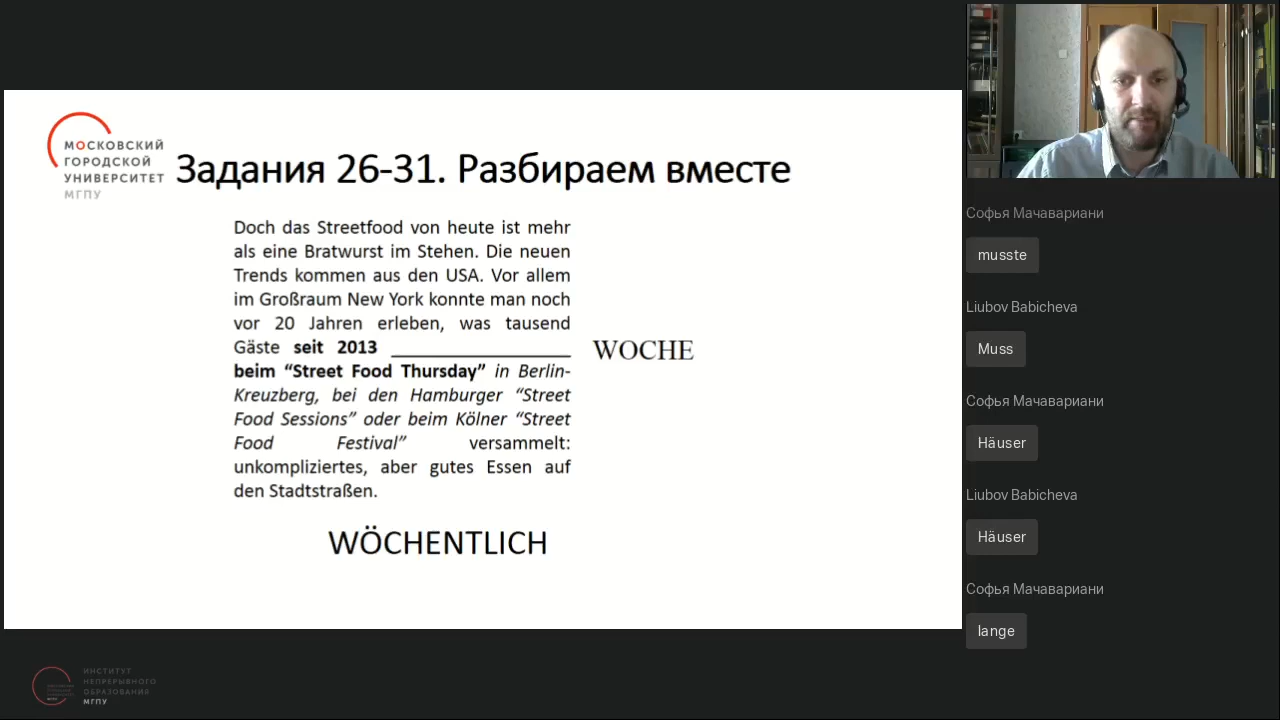 МОСКОВСКИЙ
ГОРОДСКОЙ
УНИВЕРСИТЕТ
МГПУ
Задания 26-31. Разбираем вместе
Doch das Streetfood von heute ist mehr
als eine Bratwurst im Stehen. Die neuen
Trends kommen aus den USA. Vor allem
im Großraum New York konnte man noch
vor 20 Jahren erleben, was tausend
Gäste seit 2013 ___________________
WOCHE
beim “Street Food Thursday” in Berlin-
Kreuzberg, bei den Hamburger “Street
Food Sessions” oder beim Kölner “Street
Food Festival” versammelt:
unkompliziertes, aber gutes Essen auf
den Stadtstraßen.
WÖCHENTLICH
Софья Мачавариани
musste
Liubov Babicheva
Muss
Софья Мачавариани
Häuser
Liubov Babicheva
Häuser
Софья Мачавариани
lange
ИНСТИТУТ
НЕПРЕРЫВНОГО
ОБРАЗОВАНИЯ
МГПУ